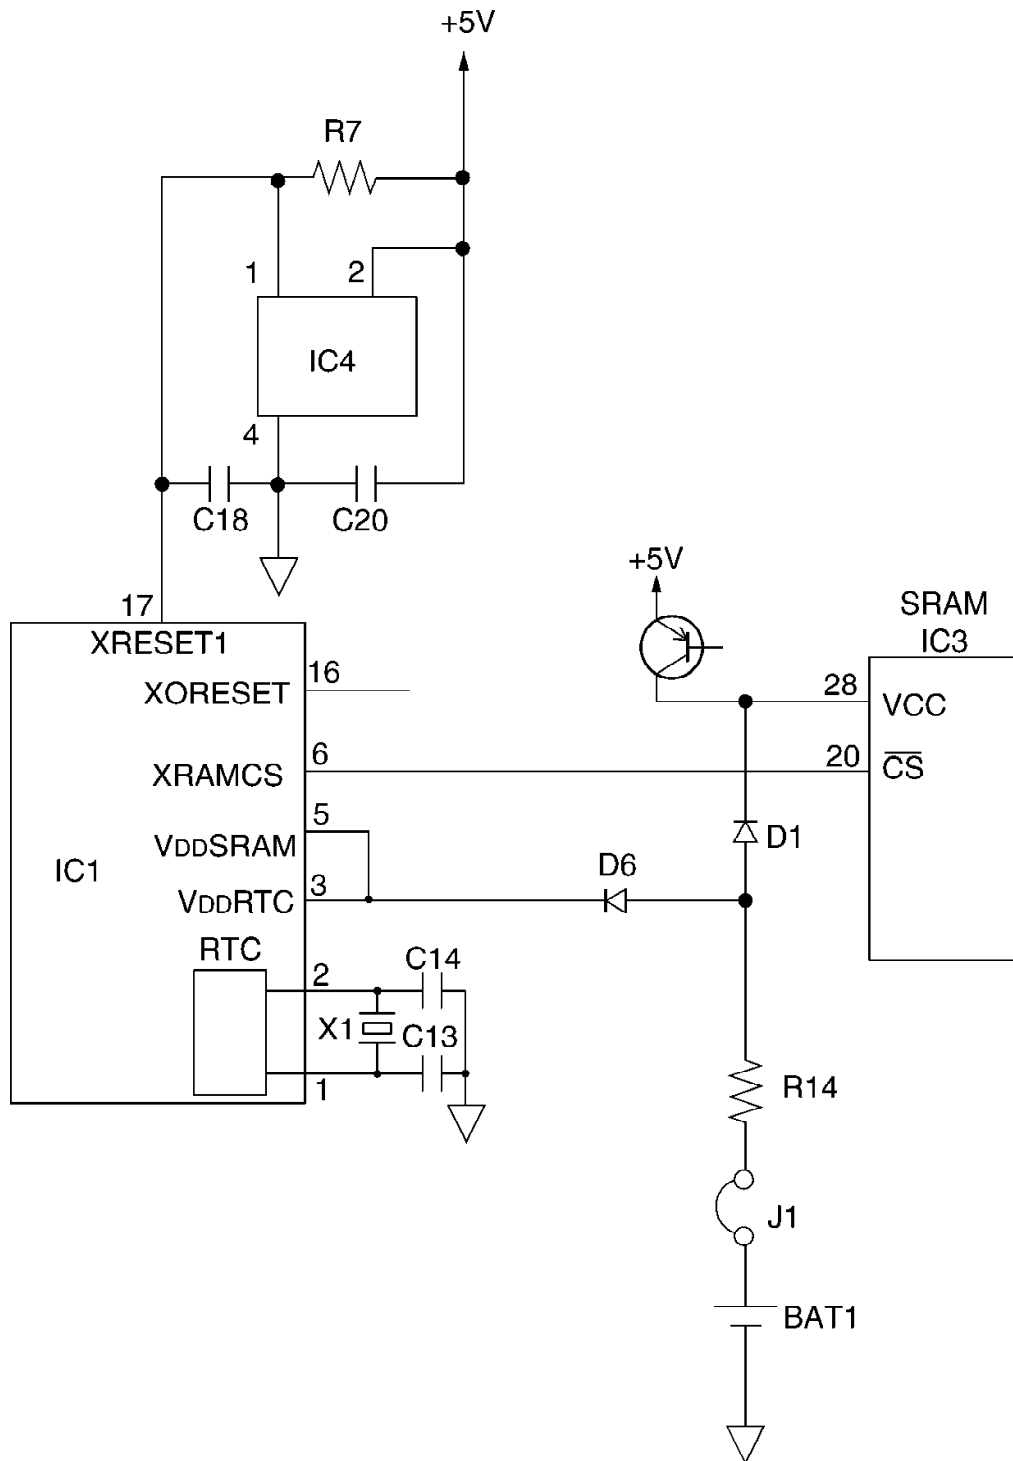 +5V
R7
1
2
IC4
4
C18
C20
+5V
17
SRAM
IC3
XRESET1
16
XORESET
28
VCC
6
XRAMCS
20
CS
5
VDDSRAM
D1
IC1
D6
3
VDDRTC
RTC
2
C14
X1
C13
1
R14
J1
BAT1